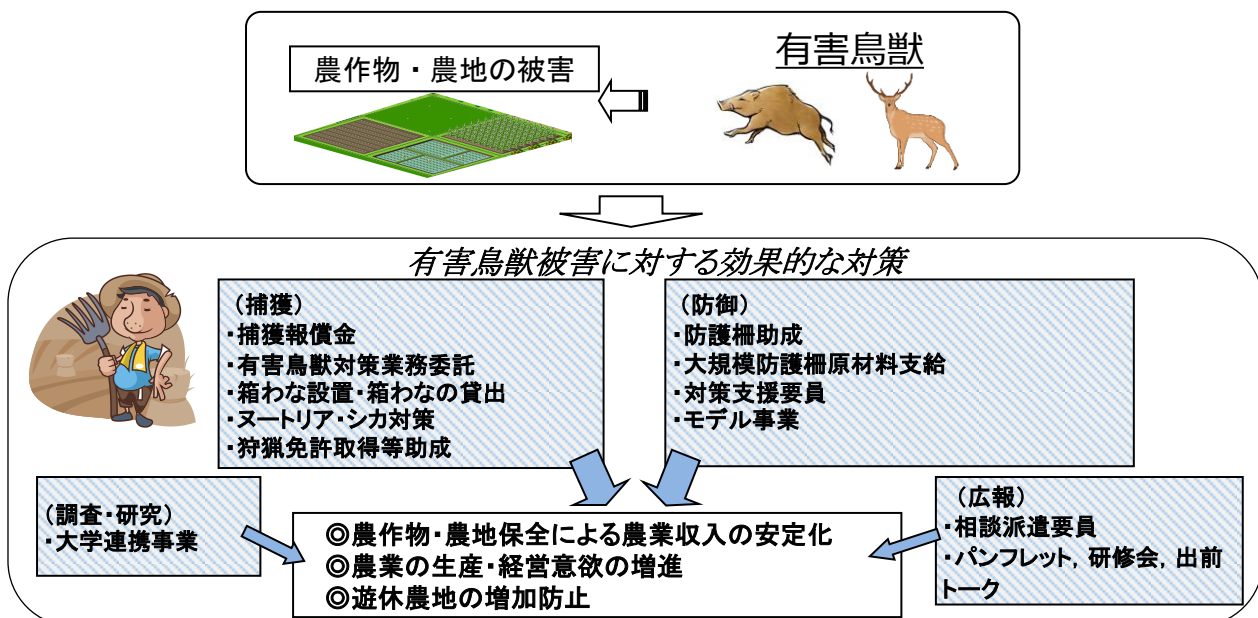 有害鳥獣
農作物・農地の被害
有害鳥獣被害に対する効果的な対策
（捕獲）
・捕獲報償金
・有害鳥獣対策業務委託
・箱わな設置・箱わなの貸出
・ヌートリア・シカ対策
・狩猟免許取得等助成
（防御）
・防護柵助成
・大規模防護柵原材料支給
・対策支援要員
・モデル事業
（調査・研究）
・大学連携事業
◎農作物・農地保全による農業収入の安定化
◎農業の生産・経営意欲の増進
◎遊休農地の増加防止
（広報）
・相談派遣要員
・パンフレット，研修会，出前
トーク